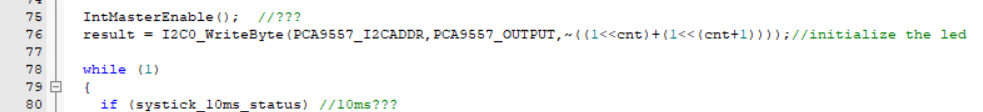 75 IntMasterEnable(); //???
76 result = I2C0_WriteByte(PCA9557_I2CADDR,PCA9557_OUTPUT,~((1<<cnt)+(1<<(cnt+1))));//initialize the led
77
78 while (1)
79 {
80 if (systick_10ms_status) //10ms???